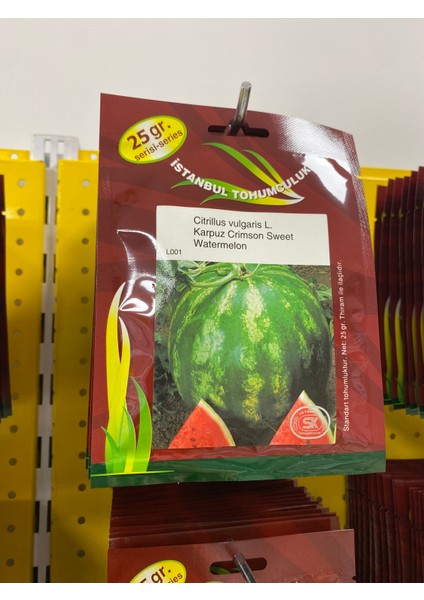 25 gr.
serisi-series
İSTANBUL TOHUMCULUK
Citrillus vulgaris L.
Karpuz Crimson Sweet
Watermelon
L001
Standart tohumluktur. Net: 25 gr. Thiram ile ilaçlıdır.
SK
25 gr.